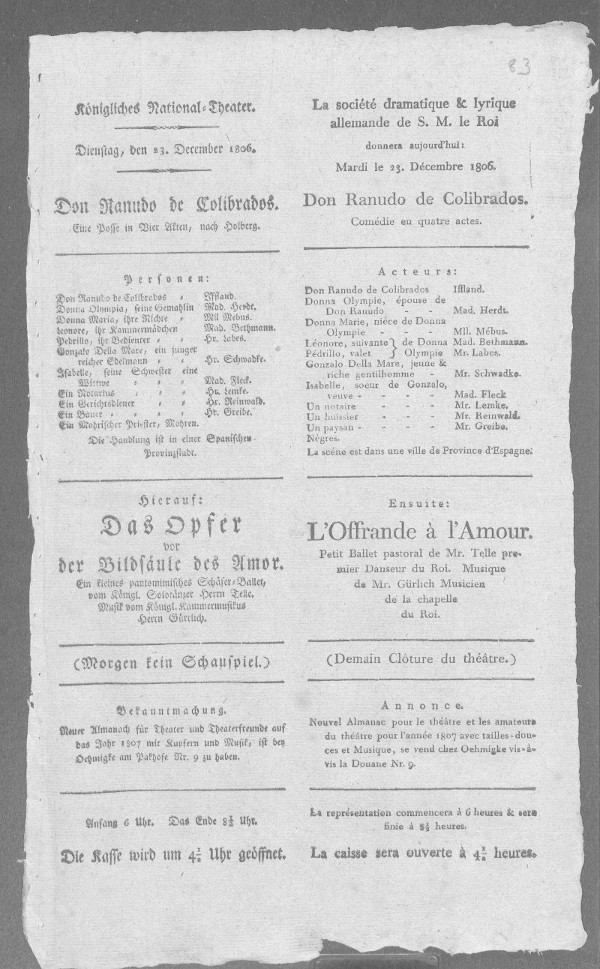 83
Königliches National-Theater.
Dienstag, den 23. December 1806.
Don Ranudo de Colibrados.
Eine Posse in Vier Akten, nach Holberg.
Personen:
Don Ranudo de Colibrados Iffland.
Donna Olympia, seine Gemahlin Mad. Herdt.
Donna Maria, ihre Nichte Mll Mebus.
Leonore, ihr Kammermädchen Mad. Bethmann.
Pedrillo, ihr Bedienter Hr. Labes.
Gonzalo Della Mare, ein junger
reicher Edelmann Hr. Schwadke.
Isabelle, seine Schwester eine
Wittwe Mad. Fleck.
Ein Notarius Hr. Lemke.
Ein Gerichtsdiener Hr. Reinwald.
Ein Bauer Hr. Greibe.
Ein Mohrischer Priester, Mohren.
Die Handlung ist in einer Spanischen
Provinzstadt.
Hierauf:
Das Opfer
vor
der Bildsäule des Amor.
Ein kleines pantomimisches Schäfer-Ballet,
vom Königl. Solotänzer Herrn Telle.
Musik vom Königl. Kammermusikus
Herrn Gürrlich.
(Morgen kein Schauspiel.)
Bekanntmachung.
Neuer Almanach für Theater und Theaterfreunde auf
das Jahr 1807 mit Kupfern und Musik, ist bey
Oehmigke am Pakhofe Nr. 9 zu haben.
Anfang 6 Uhr. Das Ende 8½ Uhr.
Die Kasse wird um 4½ Uhr geöffnet.
La société dramatique & lyrique
allemande de S. M. le Roi
donnera aujourd'hui:
Mardi le 23. Décembre 1806.
Don Ranudo de Colibrados.
Comédie en quatre actes.
Acteurs:
Don Ranudo de Colibrados Iffland.
Donna Olympie, épouse de
Don Ranudo - - Mad. Herdt.
Donna Marie, niéce de Donna
Olympie - - - Mll. Mébus.
Léonore, suivante } de Donna Mad. Bethmann.
Pédrillo, valet } Olympie Mr. Labes.
Gonzalo Della Mare, jeune &
riche gentilhomme - - Mr. Schwadke.
Isabelle, soeur de Gonzalo,
veuve - - - - Mad. Fleck
Un notaire - - - Mr. Lemke.
Un huissier - - - Mr. Reinwald.
Un paysan - - - - Mr. Greibe.
Nègres.
La scéne est dans une ville de Province d'Espagne.
Ensuite:
L'Offrande à l'Amour.
Petit Ballet pastoral de Mr. Telle pre-
mier Danseur du Roi. Musique
de Mr. Gürlich Musicien
de la chapelle
du Roi.
(Demain Clôture du théâtre.)
Annonce.
Nouvel Almanac pour le théâtre et les amateurs
du théâtre pour l'année 1807 avec tailles-dou-
ces et Musique, se vend chez Oehmigke vis-à-
vis la Douane Nr. 9.
La représentation commencera à 6 heures & sera
finie à 8½ heures.
La caisse sera ouverte à 4½ heures.